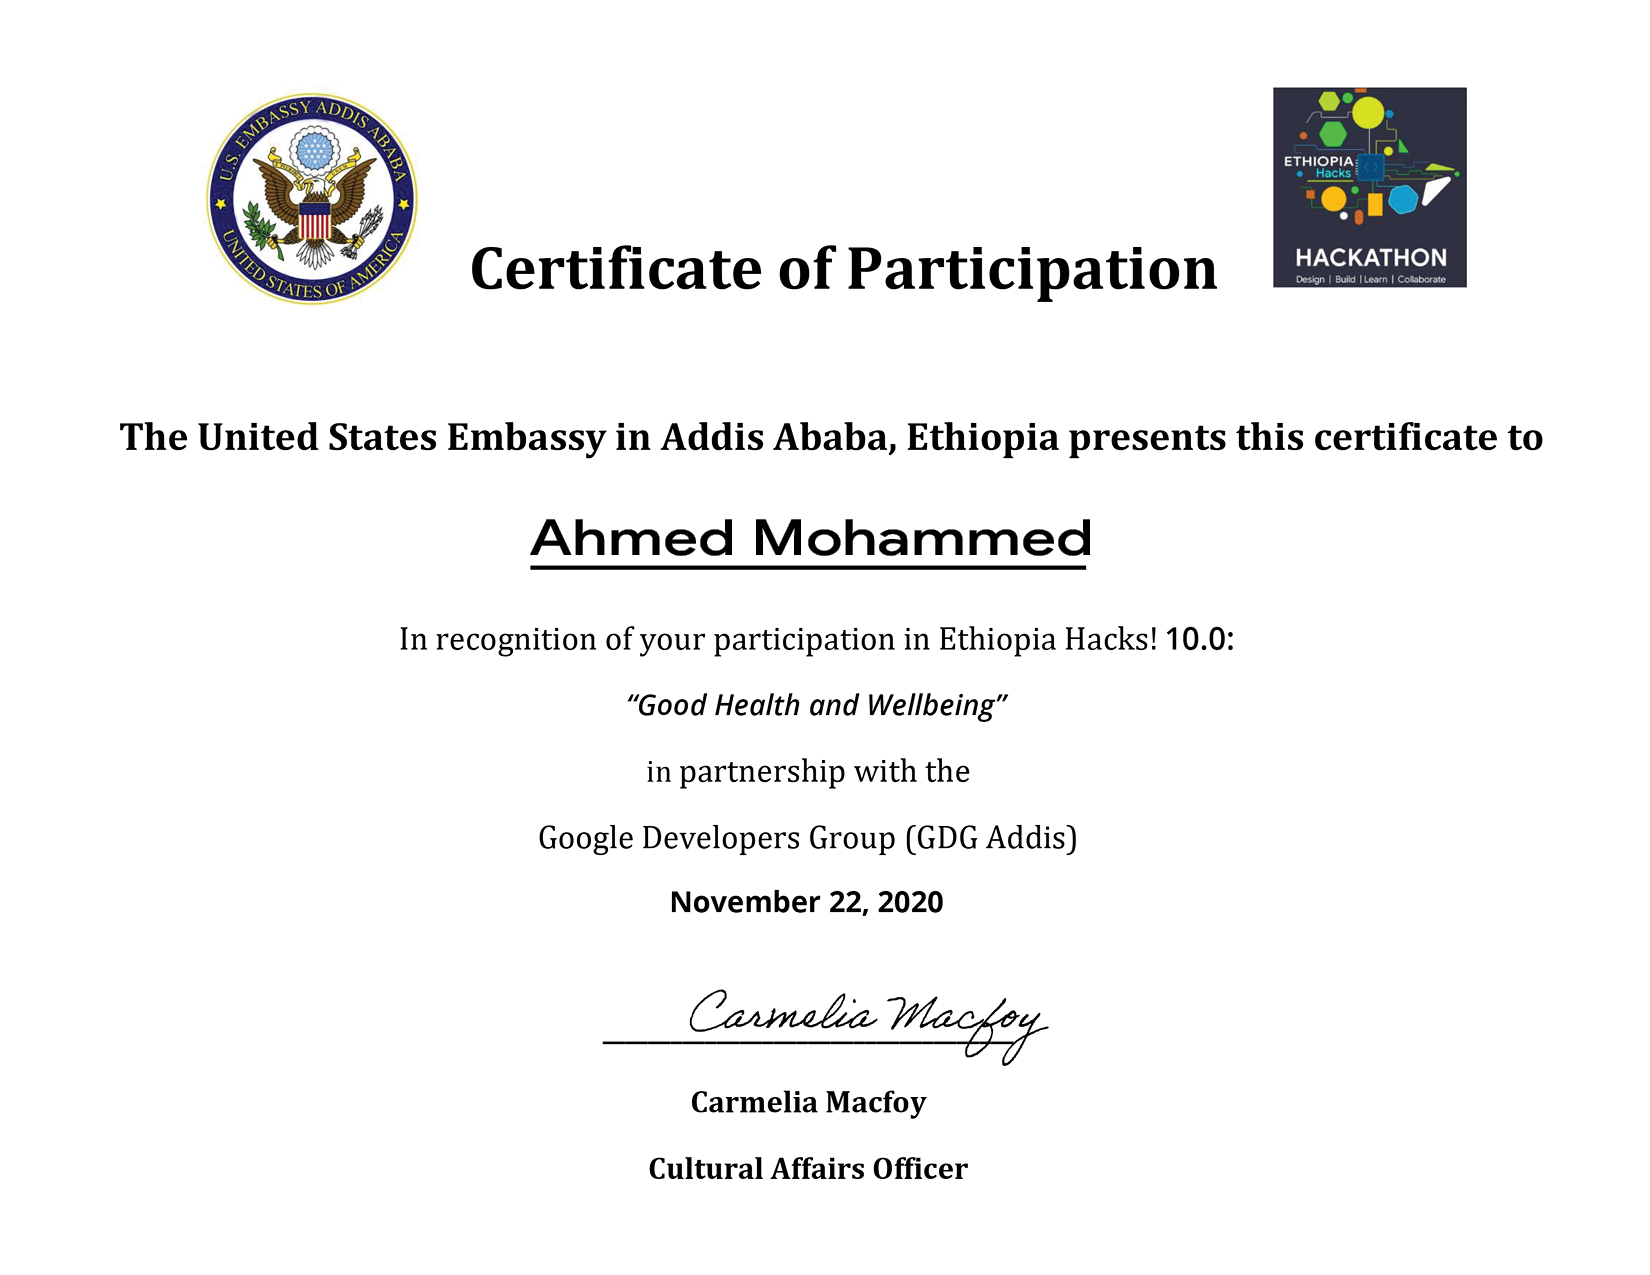 U.S. EMBASSY ADDIS ABABA
UNITED STATES OF AMERICA
ETHIOPIA
Hacks
HACKATHON
Design | Build | Learn | Collaborate
Certificate of Participation
The United States Embassy in Addis Ababa, Ethiopia presents this certificate to
Ahmed Mohammed
In recognition of your participation in Ethiopia Hacks! 10.0:
“Good Health and Wellbeing”
in partnership with the
Google Developers Group (GDG Addis)
November 22, 2020
Carmelia Macfoy
Carmelia Macfoy
Cultural Affairs Officer